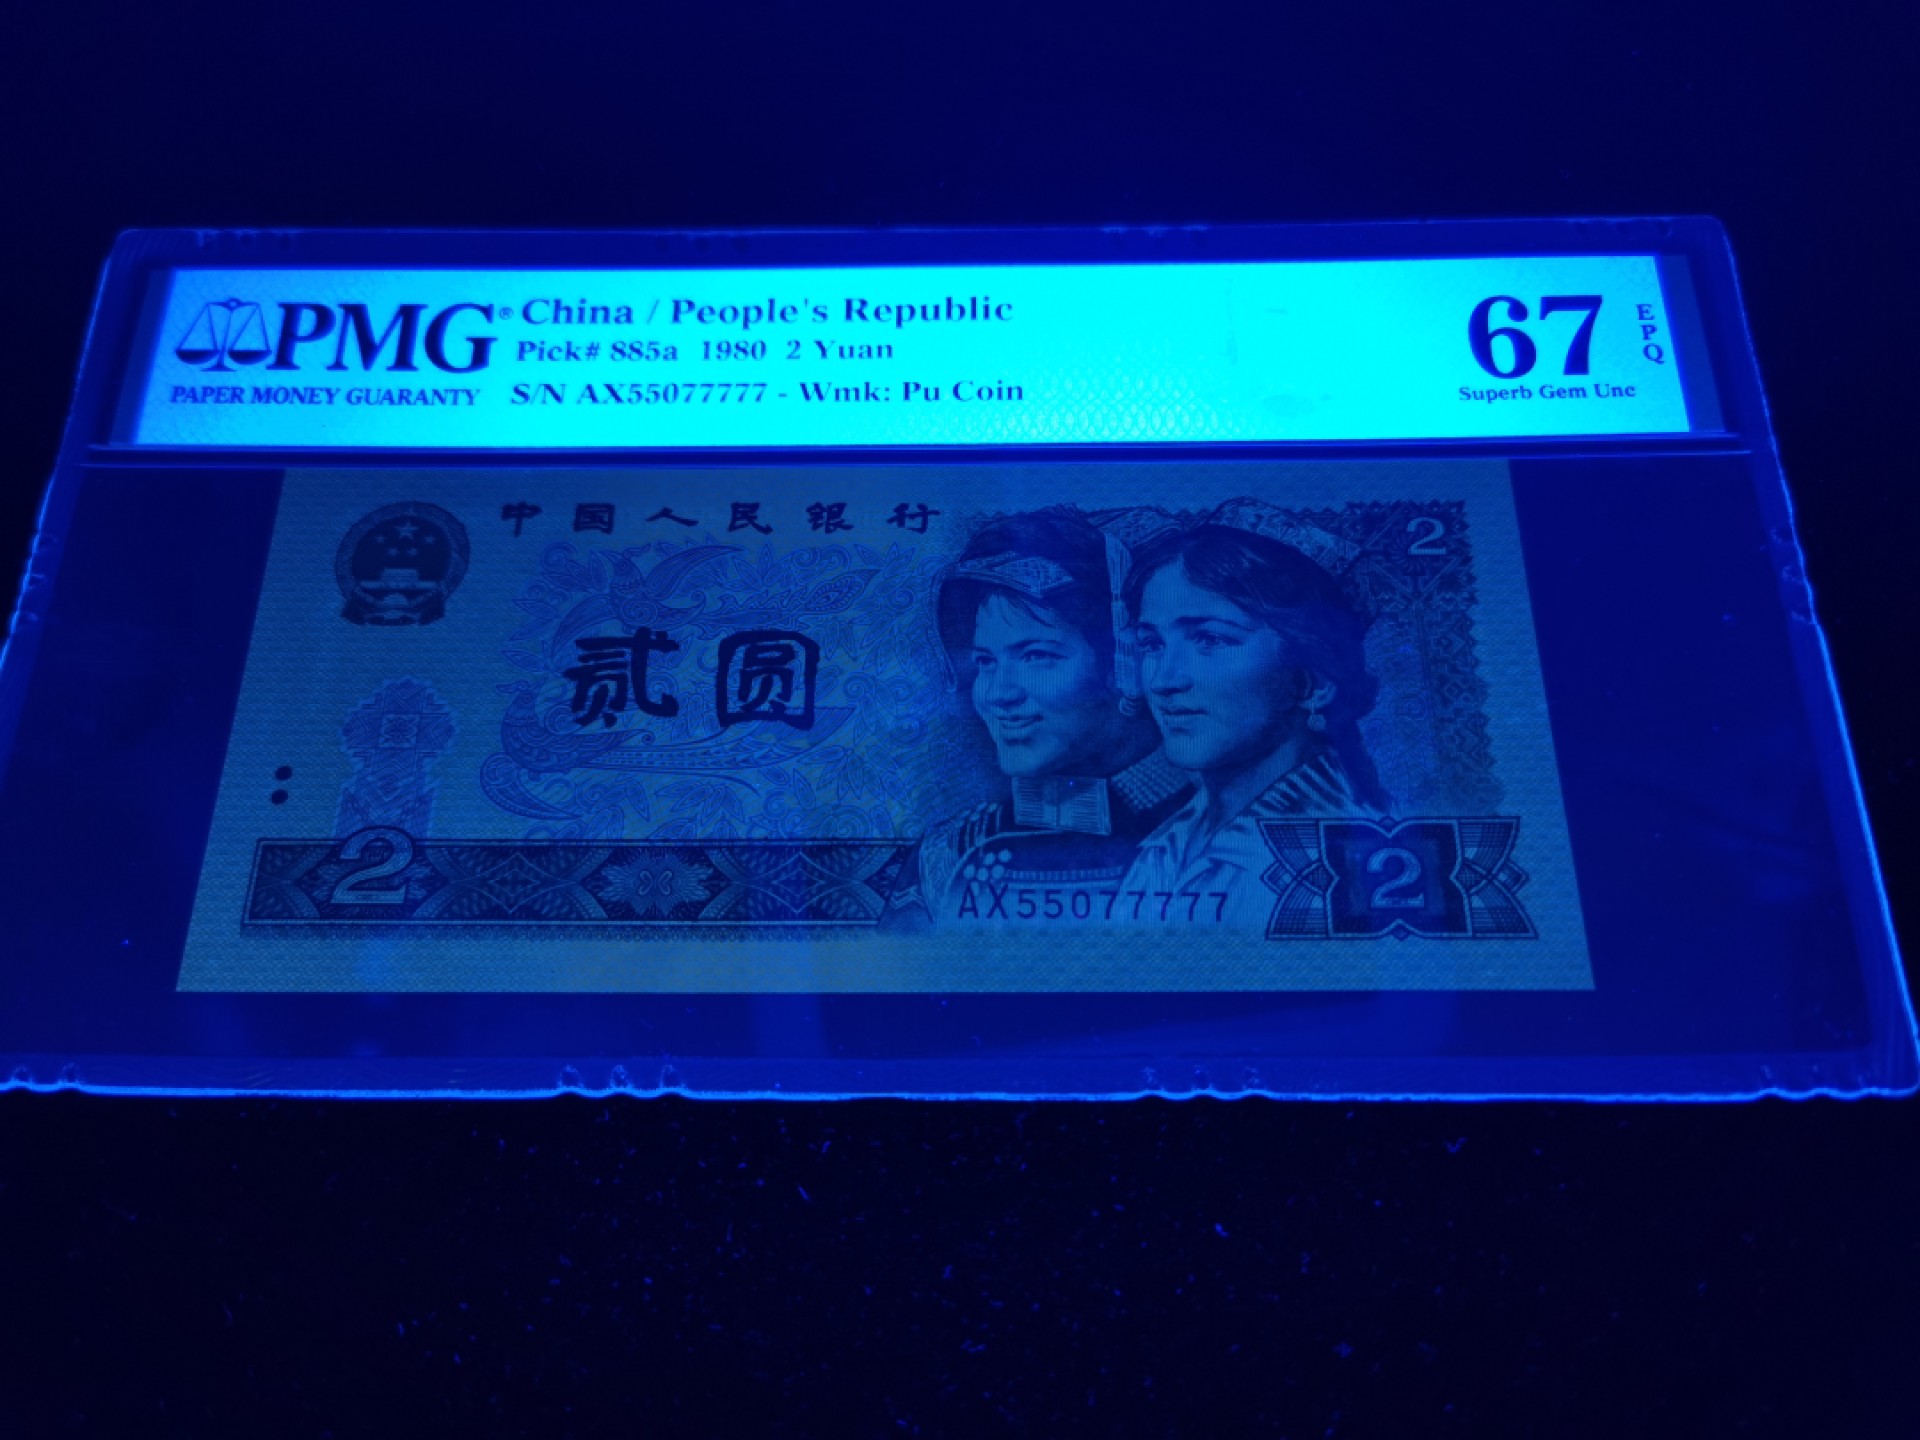 PMG®
PAPER MONEY GUARANTY
China / People's Republic
Pick# 885a 1980 2 Yuan
S/N AX55077777 - Wmk: Pu Coin
67
EPQ
Superb Gem Unc
中国人民银行
2
贰圆
2
AX55077777
2